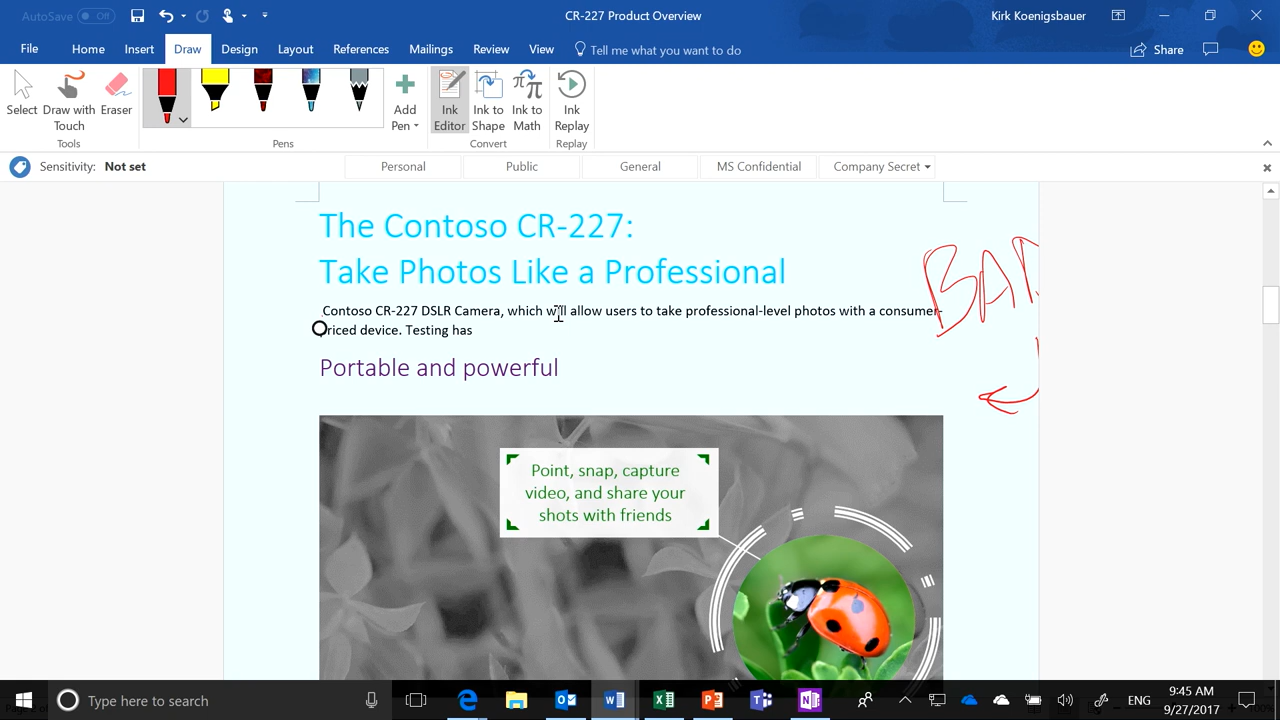 AutoSave Off
CR-227 Product Overview
Kirk Koenigsbauer
File Home Insert Draw Design Layout References Mailings Review View Tell me what you want to do
Share
Select
Draw with Touch
Eraser
Add Pen
Ink Editor
Ink to Shape
Ink to Math
Ink Replay
Tools Pens Convert Replay
Sensitivity: Not set
Personal Public General MS Confidential Company Secret
The Contoso CR-227:
Take Photos Like a Professional
Contoso CR-227 DSLR Camera, which will allow users to take professional-level photos with a consumer-
riced device. Testing has
Portable and powerful
Point, snap, capture
video, and share your
shots with friends
Type here to search
ENG
9:45 AM
9/27/2017